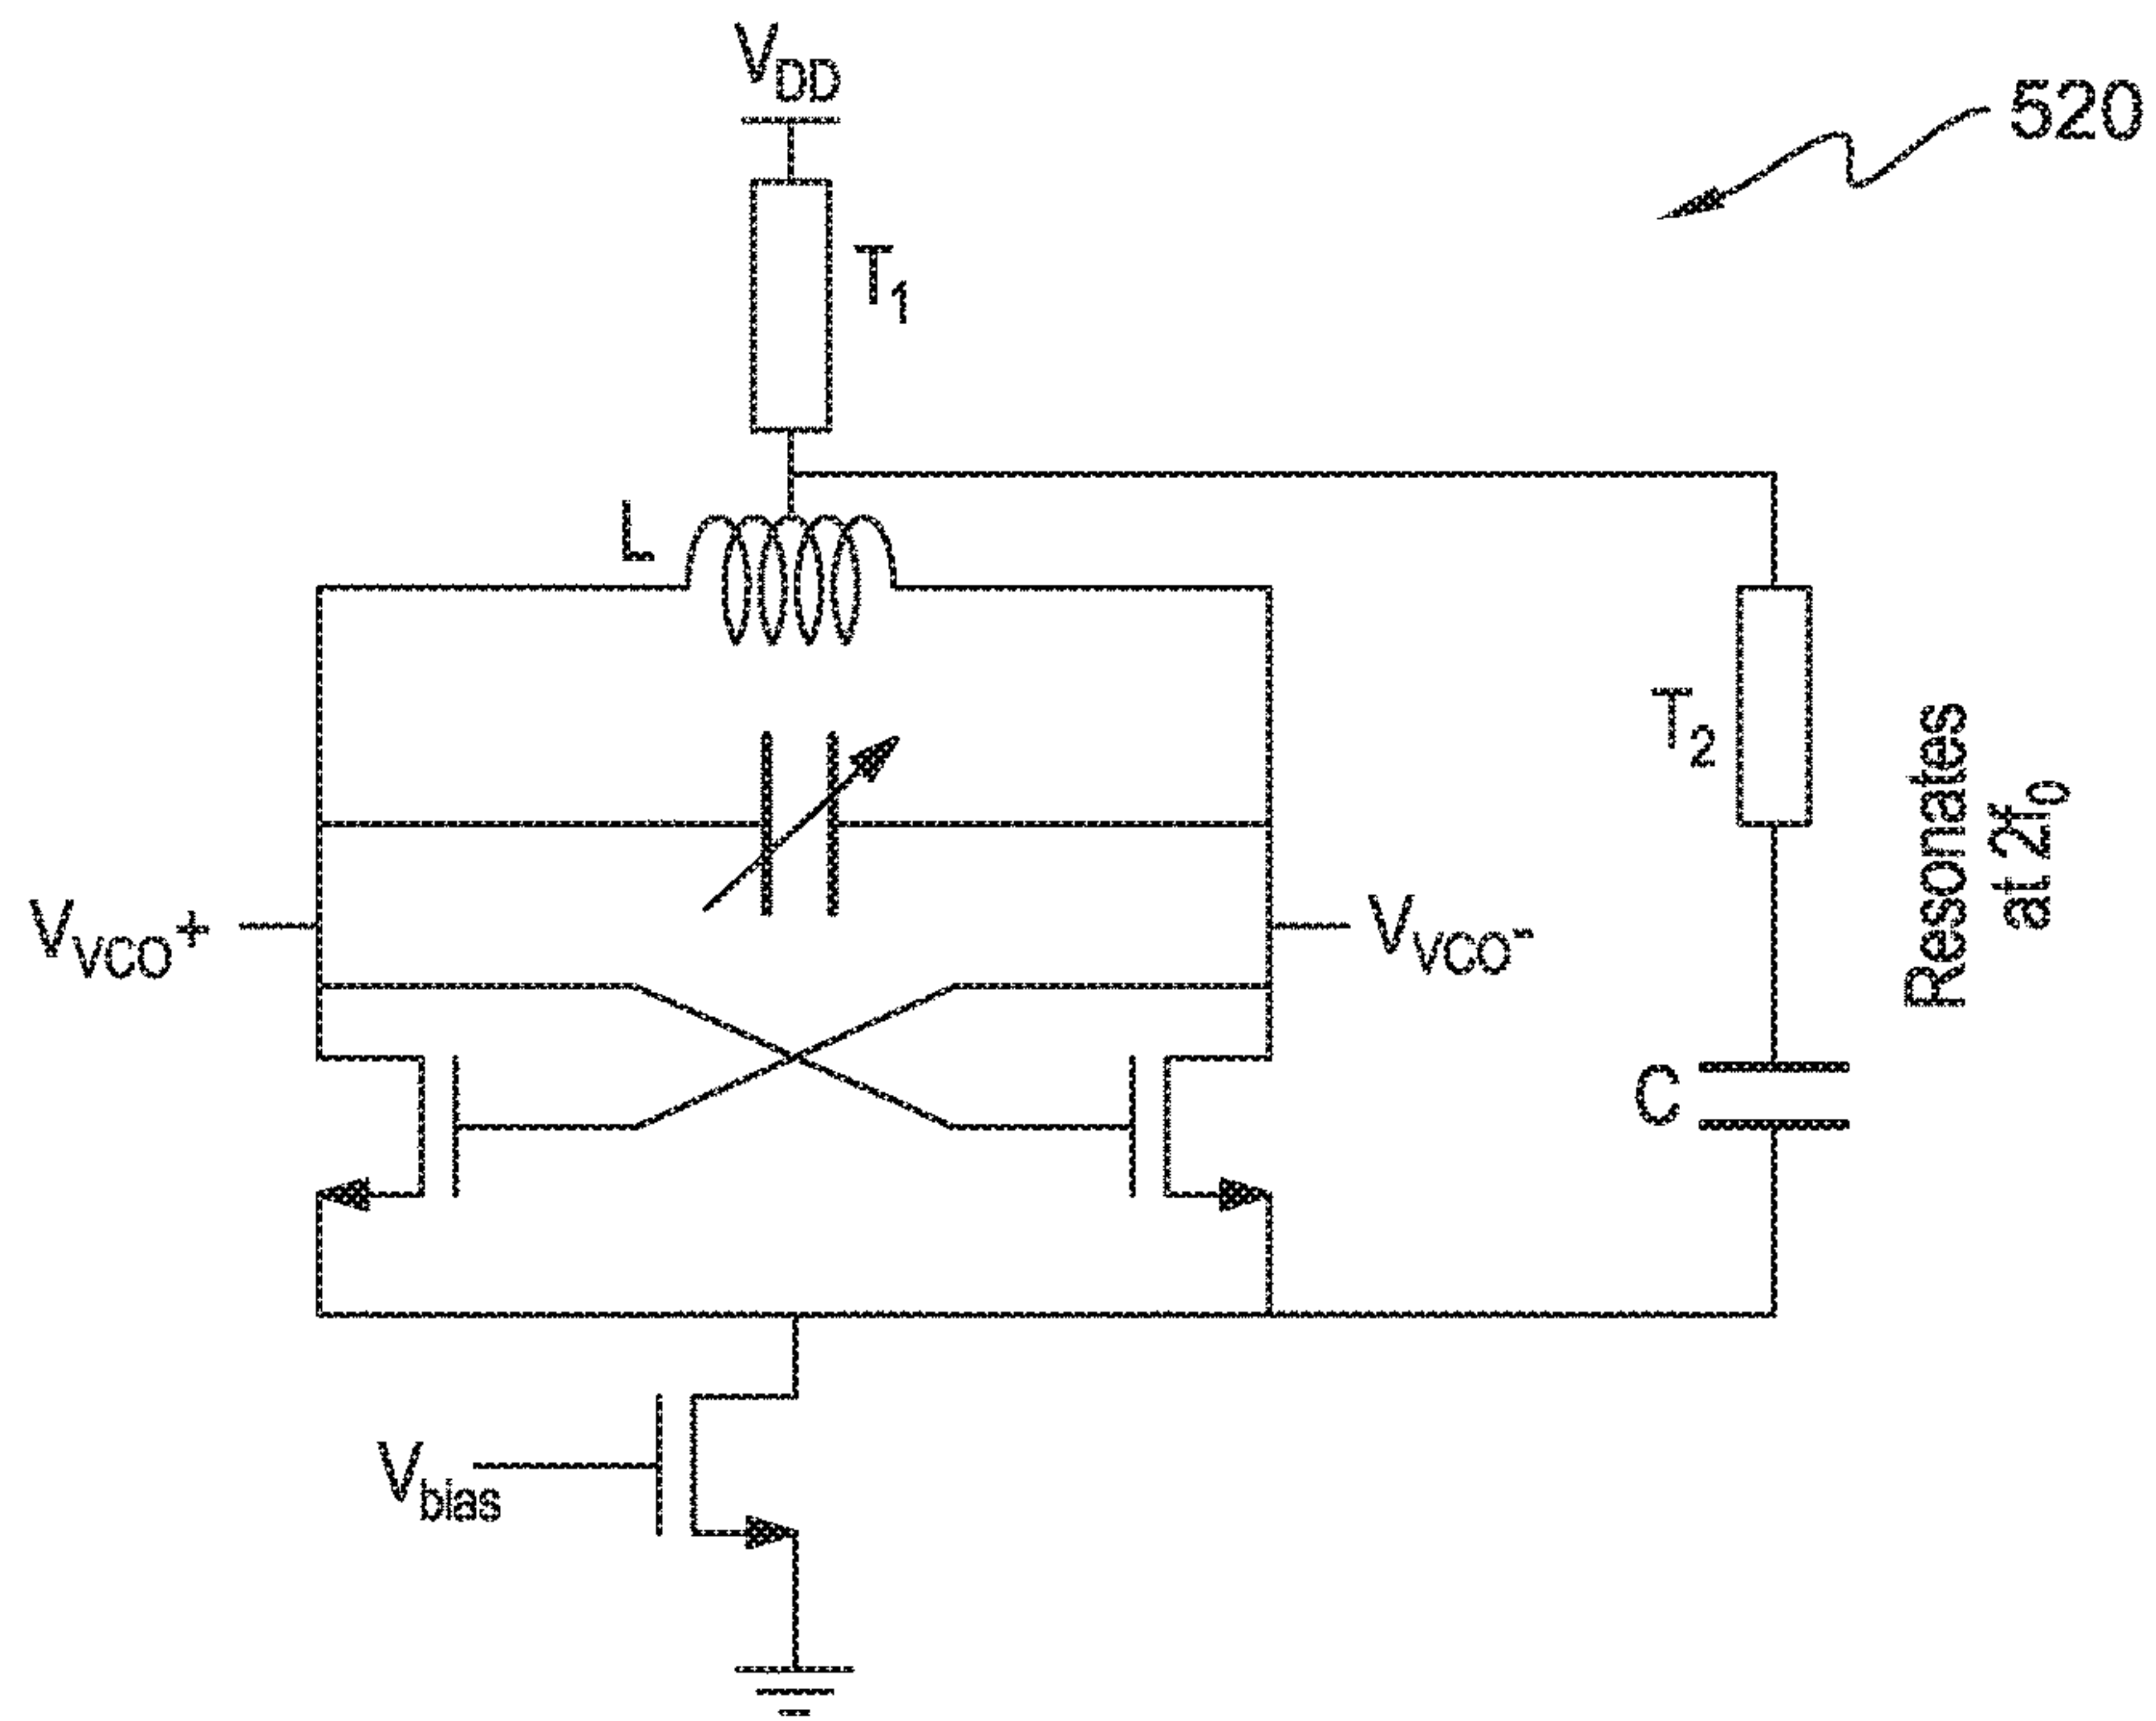 VDD
520
T1
L
T2
Resonates
at 2f0
VVCO+
VVCO-
C
Vbias